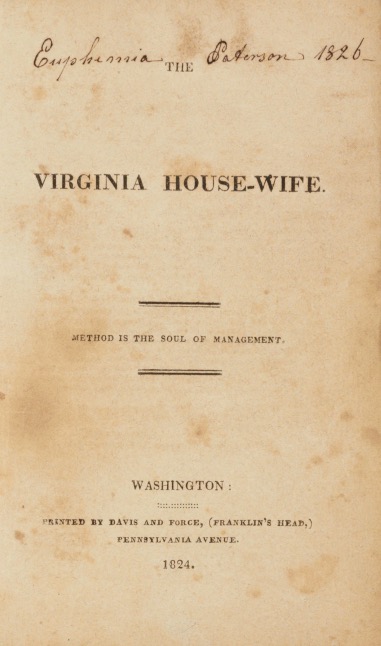 Euphemia Paterson 1826
THE
VIRGINIA HOUSE-WIFE.
METHOD IS THE SOUL OF MANAGEMENT.
WASHINGTON:
PRINTED BY DAVIS AND FORCE, (FRANKLIN'S HEAD,)
PENNSYLVANIA AVENUE.
1824.